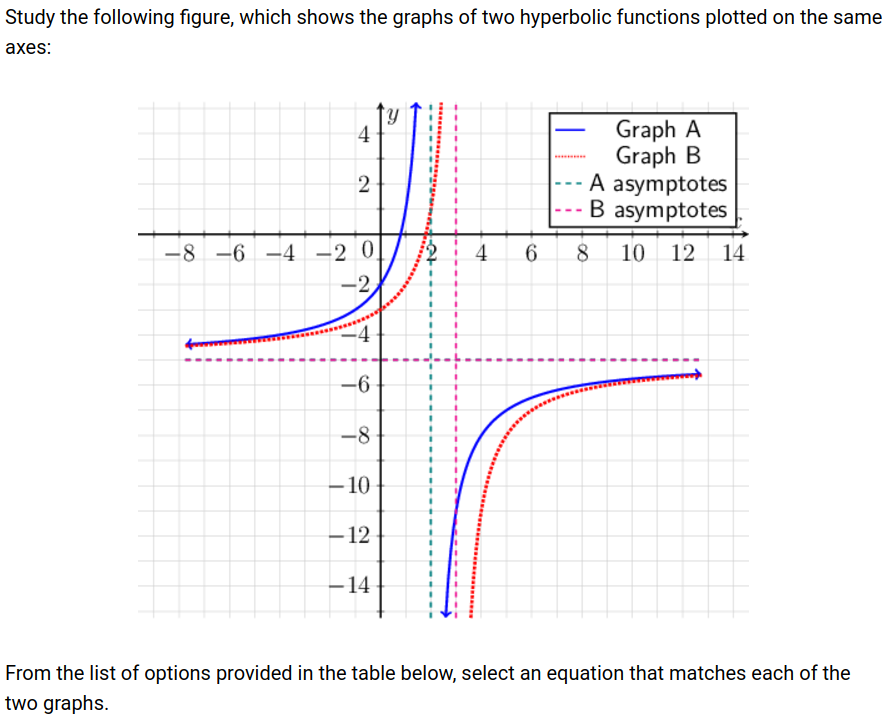 Study the following figure, which shows the graphs of two hyperbolic functions plotted on the same
axes:
y
Graph A
Graph B
A asymptotes
B asymptotes
4
2
−8 −6 −4 −2 0 2 4 6 8 10 12 14
−2
−4
−6
−8
−10
−12
−14
From the list of options provided in the table below, select an equation that matches each of the
two graphs.